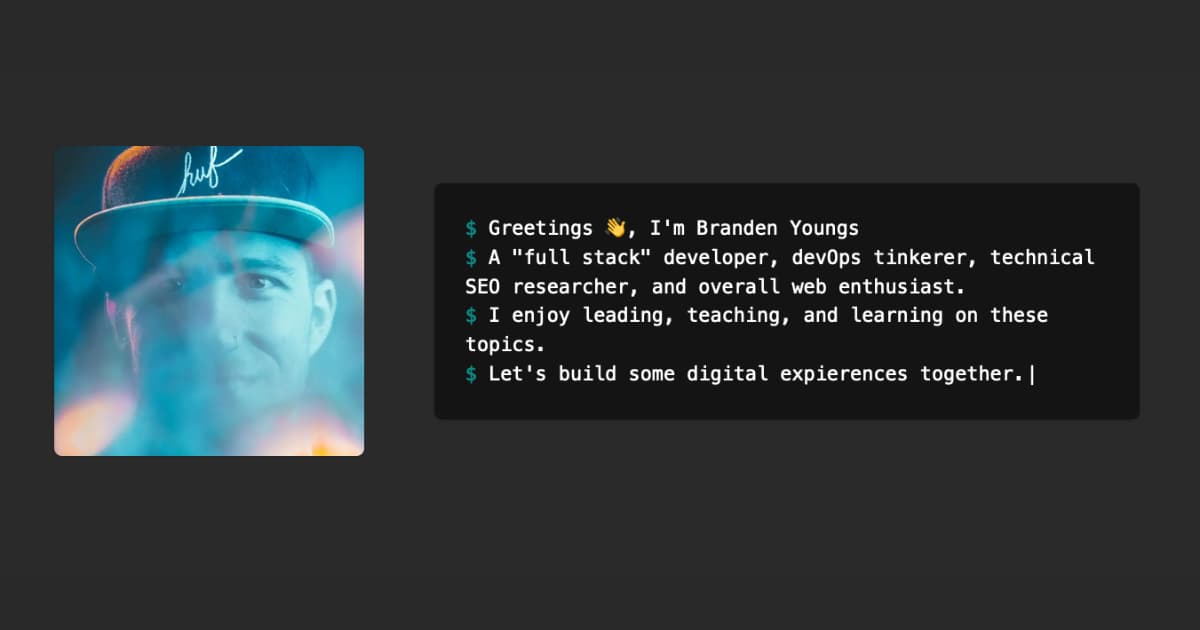 huf
$ Greetings 👋, I'm Branden Youngs
$ A "full stack" developer, devOps tinkerer, technical
SEO researcher, and overall web enthusiast.
$ I enjoy leading, teaching, and learning on these
topics.
$ Let's build some digital expierences together.|